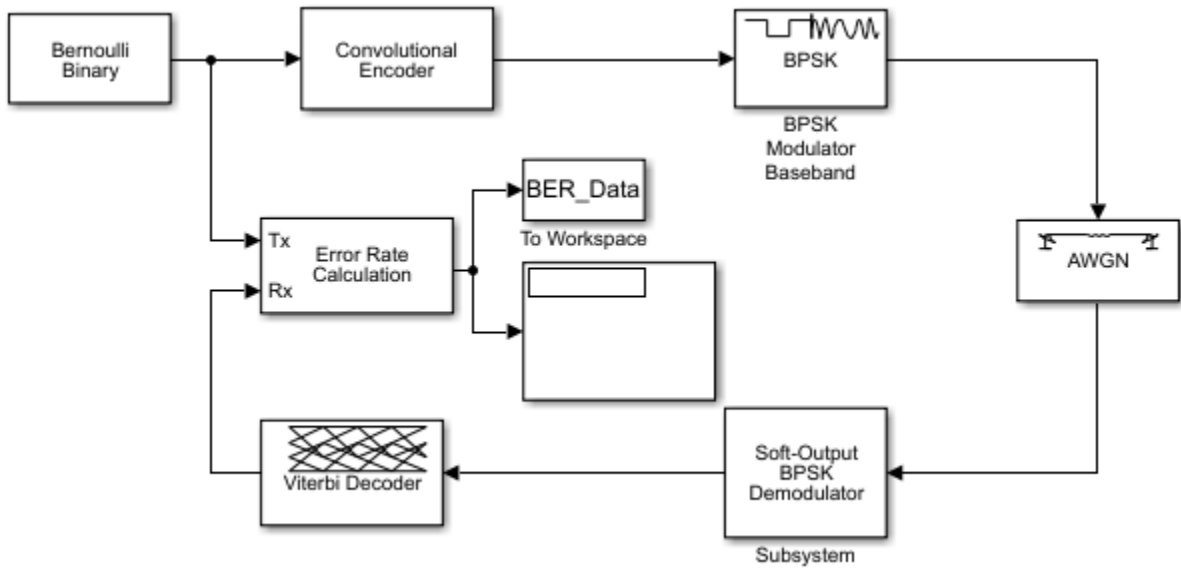 Bernoulli
Binary
Convolutional
Encoder
BPSK
BPSK
Modulator
Baseband
BER_Data
To Workspace
Tx
Rx
Error Rate
Calculation
AWGN
Viterbi Decoder
Soft-Output
BPSK
Demodulator
Subsystem